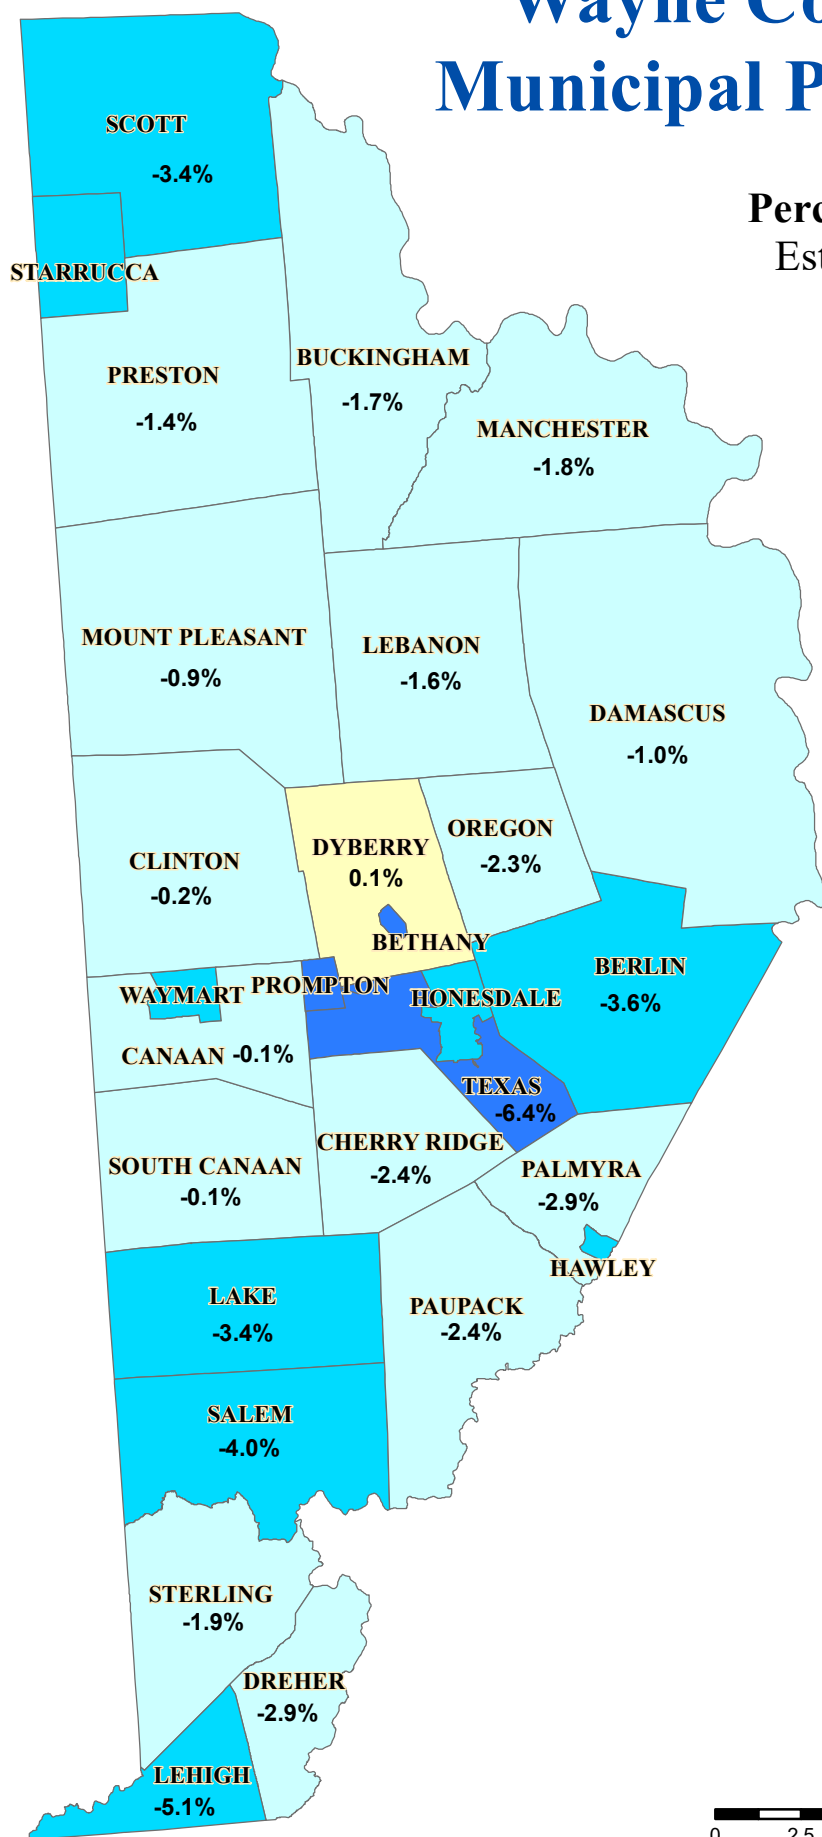 Wayne Co
Municipal P
Perc
Est
SCOTT
-3.4%
STARRUCCA
PRESTON
-1.4%
BUCKINGHAM
-1.7%
MANCHESTER
-1.8%
MOUNT PLEASANT
-0.9%
LEBANON
-1.6%
DAMASCUS
-1.0%
CLINTON
-0.2%
DYBERRY
0.1%
OREGON
-2.3%
BETHANY
BERLIN
-3.6%
WAYMART
PROMPTON
HONESDALE
CANAAN -0.1%
TEXAS
-6.4%
SOUTH CANAAN
-0.1%
CHERRY RIDGE
-2.4%
PALMYRA
-2.9%
HAWLEY
LAKE
-3.4%
PAUPACK
-2.4%
SALEM
-4.0%
STERLING
-1.9%
DREHER
-2.9%
LEHIGH
-5.1%
0 2.5